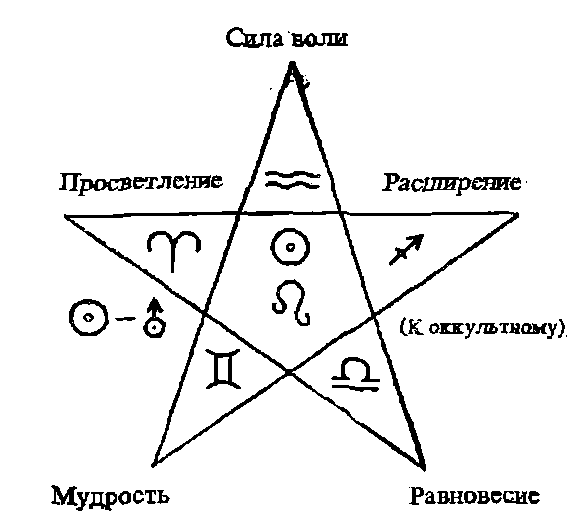 Сила воли
Просветление
Расширение
(К оккультному)
Мудрость
Равновесие